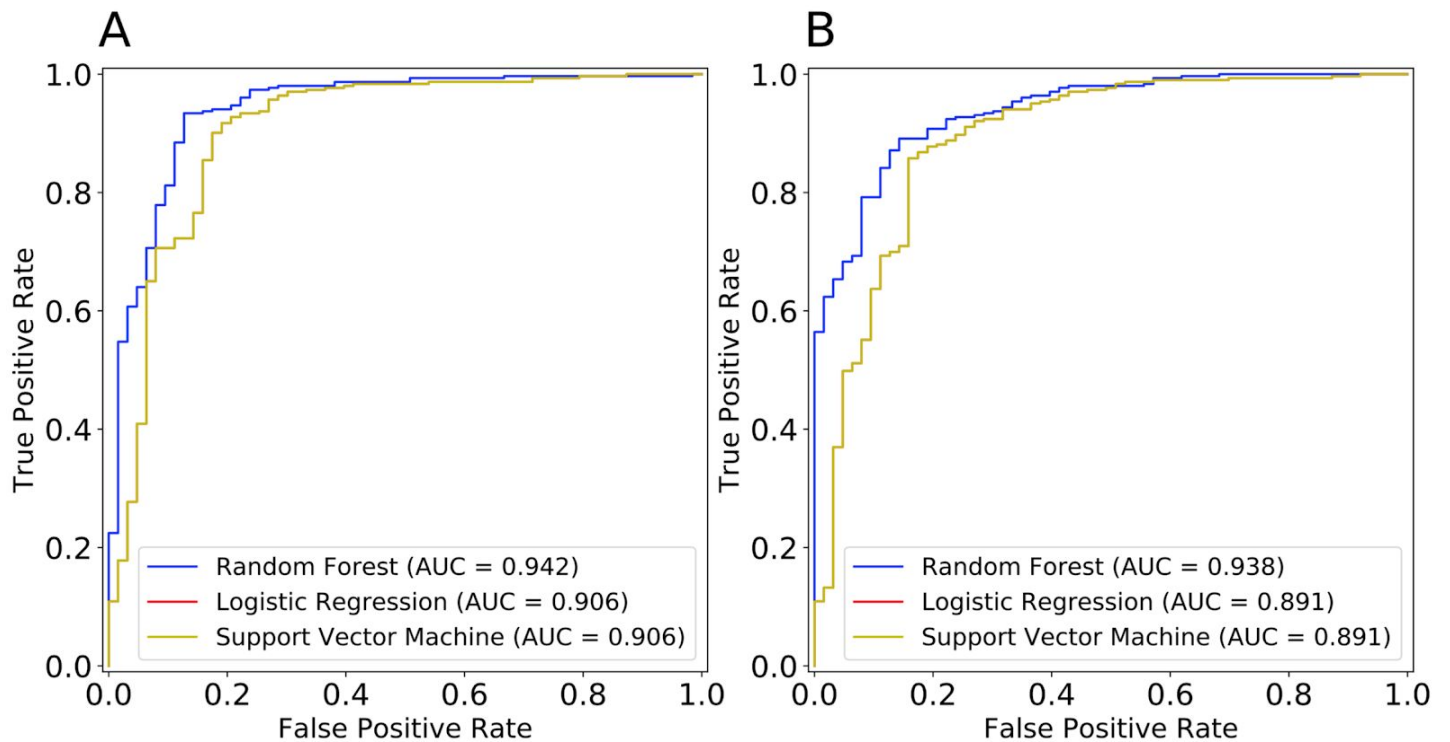 A
1.0
0.8
0.6
0.4
0.2
0.0
True Positive Rate
Random Forest (AUC = 0.942)
Logistic Regression (AUC = 0.906)
Support Vector Machine (AUC = 0.906)
0.0 0.2 0.4 0.6 0.8 1.0
False Positive Rate
B
1.0
0.8
0.6
0.4
0.2
0.0
True Positive Rate
Random Forest (AUC = 0.938)
Logistic Regression (AUC = 0.891)
Support Vector Machine (AUC = 0.891)
0.0 0.2 0.4 0.6 0.8 1.0
False Positive Rate